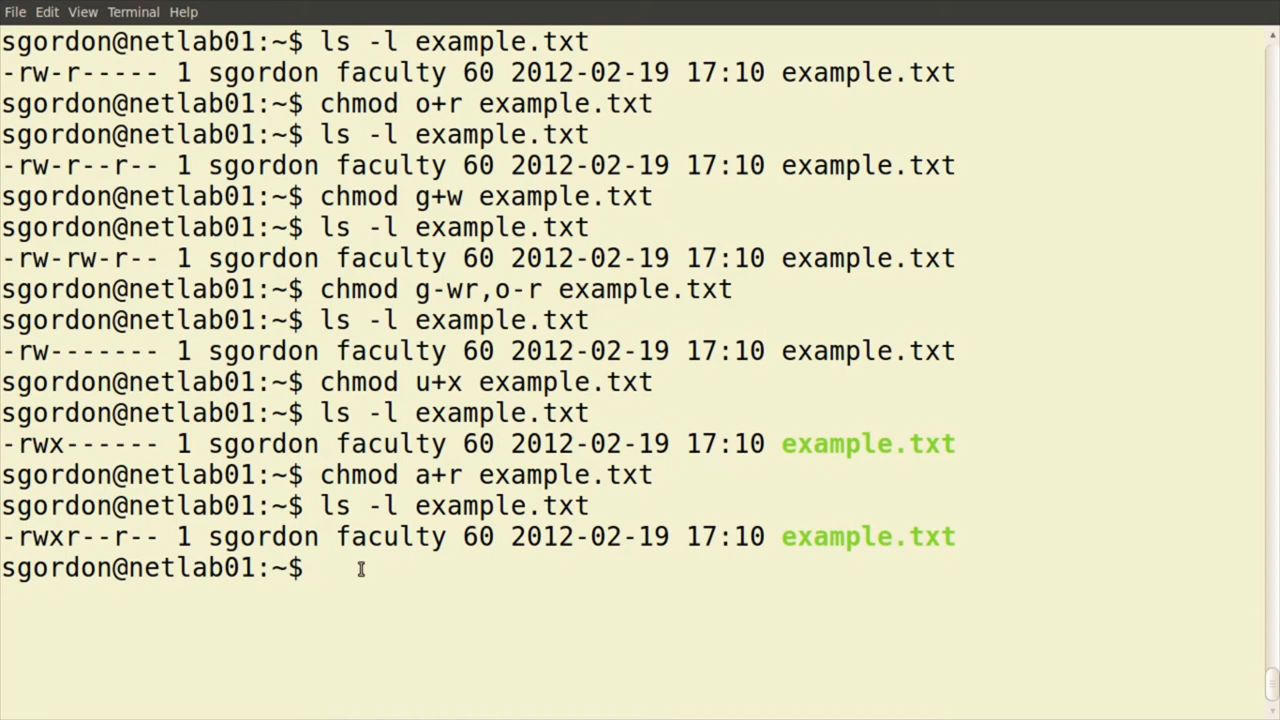 File Edit View Terminal Help
sgordon@netlab01:~$ ls -l example.txt
-rw-r----- 1 sgordon faculty 60 2012-02-19 17:10 example.txt
sgordon@netlab01:~$ chmod o+r example.txt
sgordon@netlab01:~$ ls -l example.txt
-rw-r--r-- 1 sgordon faculty 60 2012-02-19 17:10 example.txt
sgordon@netlab01:~$ chmod g+w example.txt
sgordon@netlab01:~$ ls -l example.txt
-rw-rw-r-- 1 sgordon faculty 60 2012-02-19 17:10 example.txt
sgordon@netlab01:~$ chmod g-wr,o-r example.txt
sgordon@netlab01:~$ ls -l example.txt
-rw------- 1 sgordon faculty 60 2012-02-19 17:10 example.txt
sgordon@netlab01:~$ chmod u+x example.txt
sgordon@netlab01:~$ ls -l example.txt
-rwx------ 1 sgordon faculty 60 2012-02-19 17:10 example.txt
sgordon@netlab01:~$ chmod a+r example.txt
sgordon@netlab01:~$ ls -l example.txt
-rwxr--r-- 1 sgordon faculty 60 2012-02-19 17:10 example.txt
sgordon@netlab01:~$